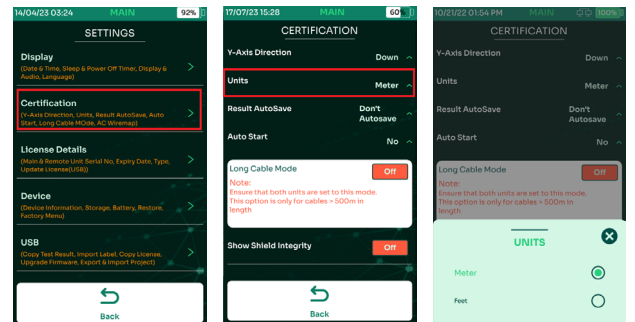 14/04/23 03:24 MAIN 92%
SETTINGS
Display
(Date & Time, Sleep & Power Off Timer, Display &
Audio, Language)
Certification
(Y-Axis Direction, Units, Result AutoSave, Auto
Start, Long Cable MOde, AC Wiremap)
License Details
(Main & Remote Unit Serial No, Expiry Date, Type,
Update License(USB))
Device
(Device Information, Storage, Battery, Restore,
Factory Menu)
USB
(Copy Test Result, Import Label, Copy License,
Upgrade Firmware, Export & Import Project)
Back
17/07/23 15:28 MAIN 60%
CERTIFICATION
Y-Axis Direction
Down
Units
Meter
Result AutoSave
Don't
Autosave
Auto Start
No
Long Cable Mode
Off
Note:
Ensure that both units are set to this mode.
This option is only for cables > 500m in
length
Show Shield Integrity
Off
Back
10/21/22 01:54 PM MAIN 100%
CERTIFICATION
Y-Axis Direction
Down
Units
Meter
Result AutoSave
Don't
Autosave
Auto Start
No
Long Cable Mode
Off
Note:
Ensure that both units are set to this mode.
This option is only for cables > 500m in
length
UNITS
Meter
Feet